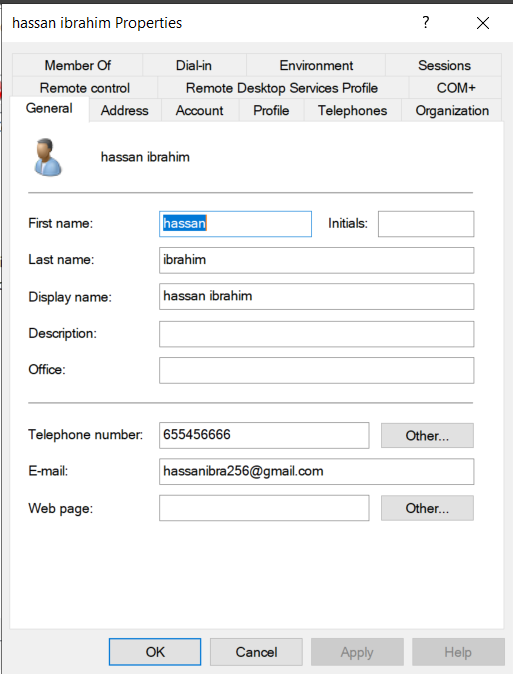 hassan ibrahim Properties ? ×
Member Of Dial-in Environment Sessions
Remote control Remote Desktop Services Profile COM+
General Address Account Profile Telephones Organization
hassan ibrahim
First name: hassan Initials:
Last name: ibrahim
Display name: hassan ibrahim
Description:
Office:
Telephone number: 655456666 Other...
E-mail: hassanibra256@gmail.com
Web page: Other...
OK Cancel Apply Help